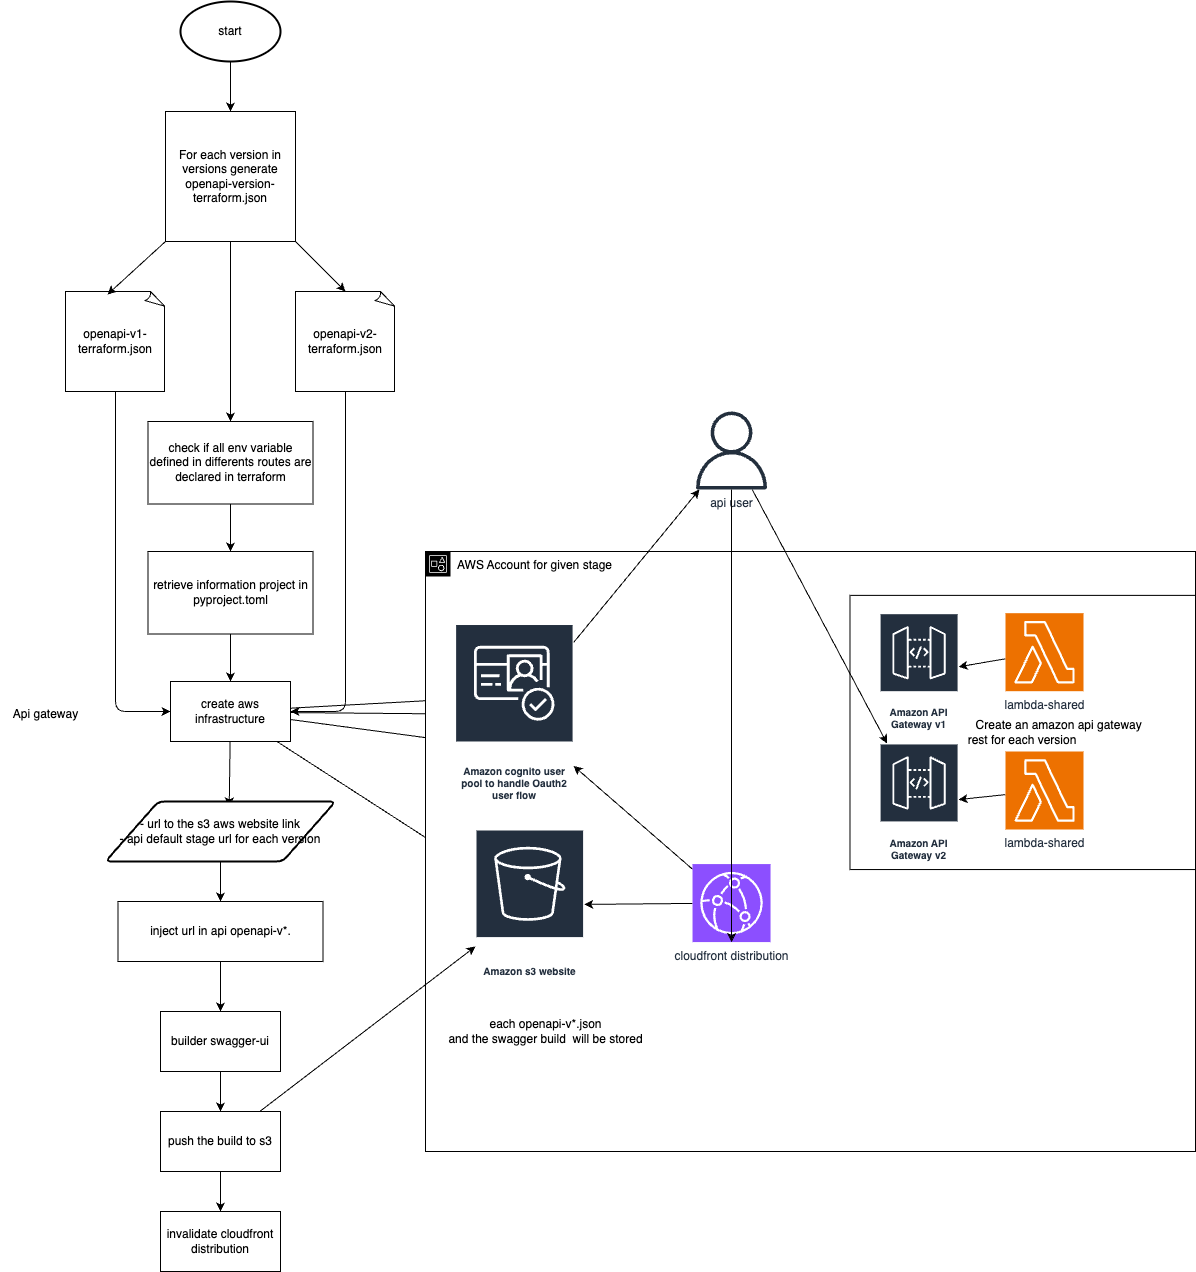 start
For each version in
versions generate
openapi-version-
terraform.json
openapi-v1-
terraform.json
openapi-v2-
terraform.json
check if all env variable
defined in differents routes are
declared in terraform
retrieve information project in
pyproject.toml
Api gateway
create aws
infrastructure
- url to the s3 aws website link
- api default stage url for each version
inject url in api openapi-v*.
builder swagger-ui
push the build to s3
invalidate cloudfront
distribution
api user
AWS Account for given stage
Amazon cognito user
pool to handle Oauth2
user flow
Amazon s3 website
each openapi-v*.json
and the swagger build  will be stored
cloudfront distribution
Amazon API
Gateway v1
lambda-shared
Create an amazon api gateway
rest for each version
Amazon API
Gateway v2
lambda-shared